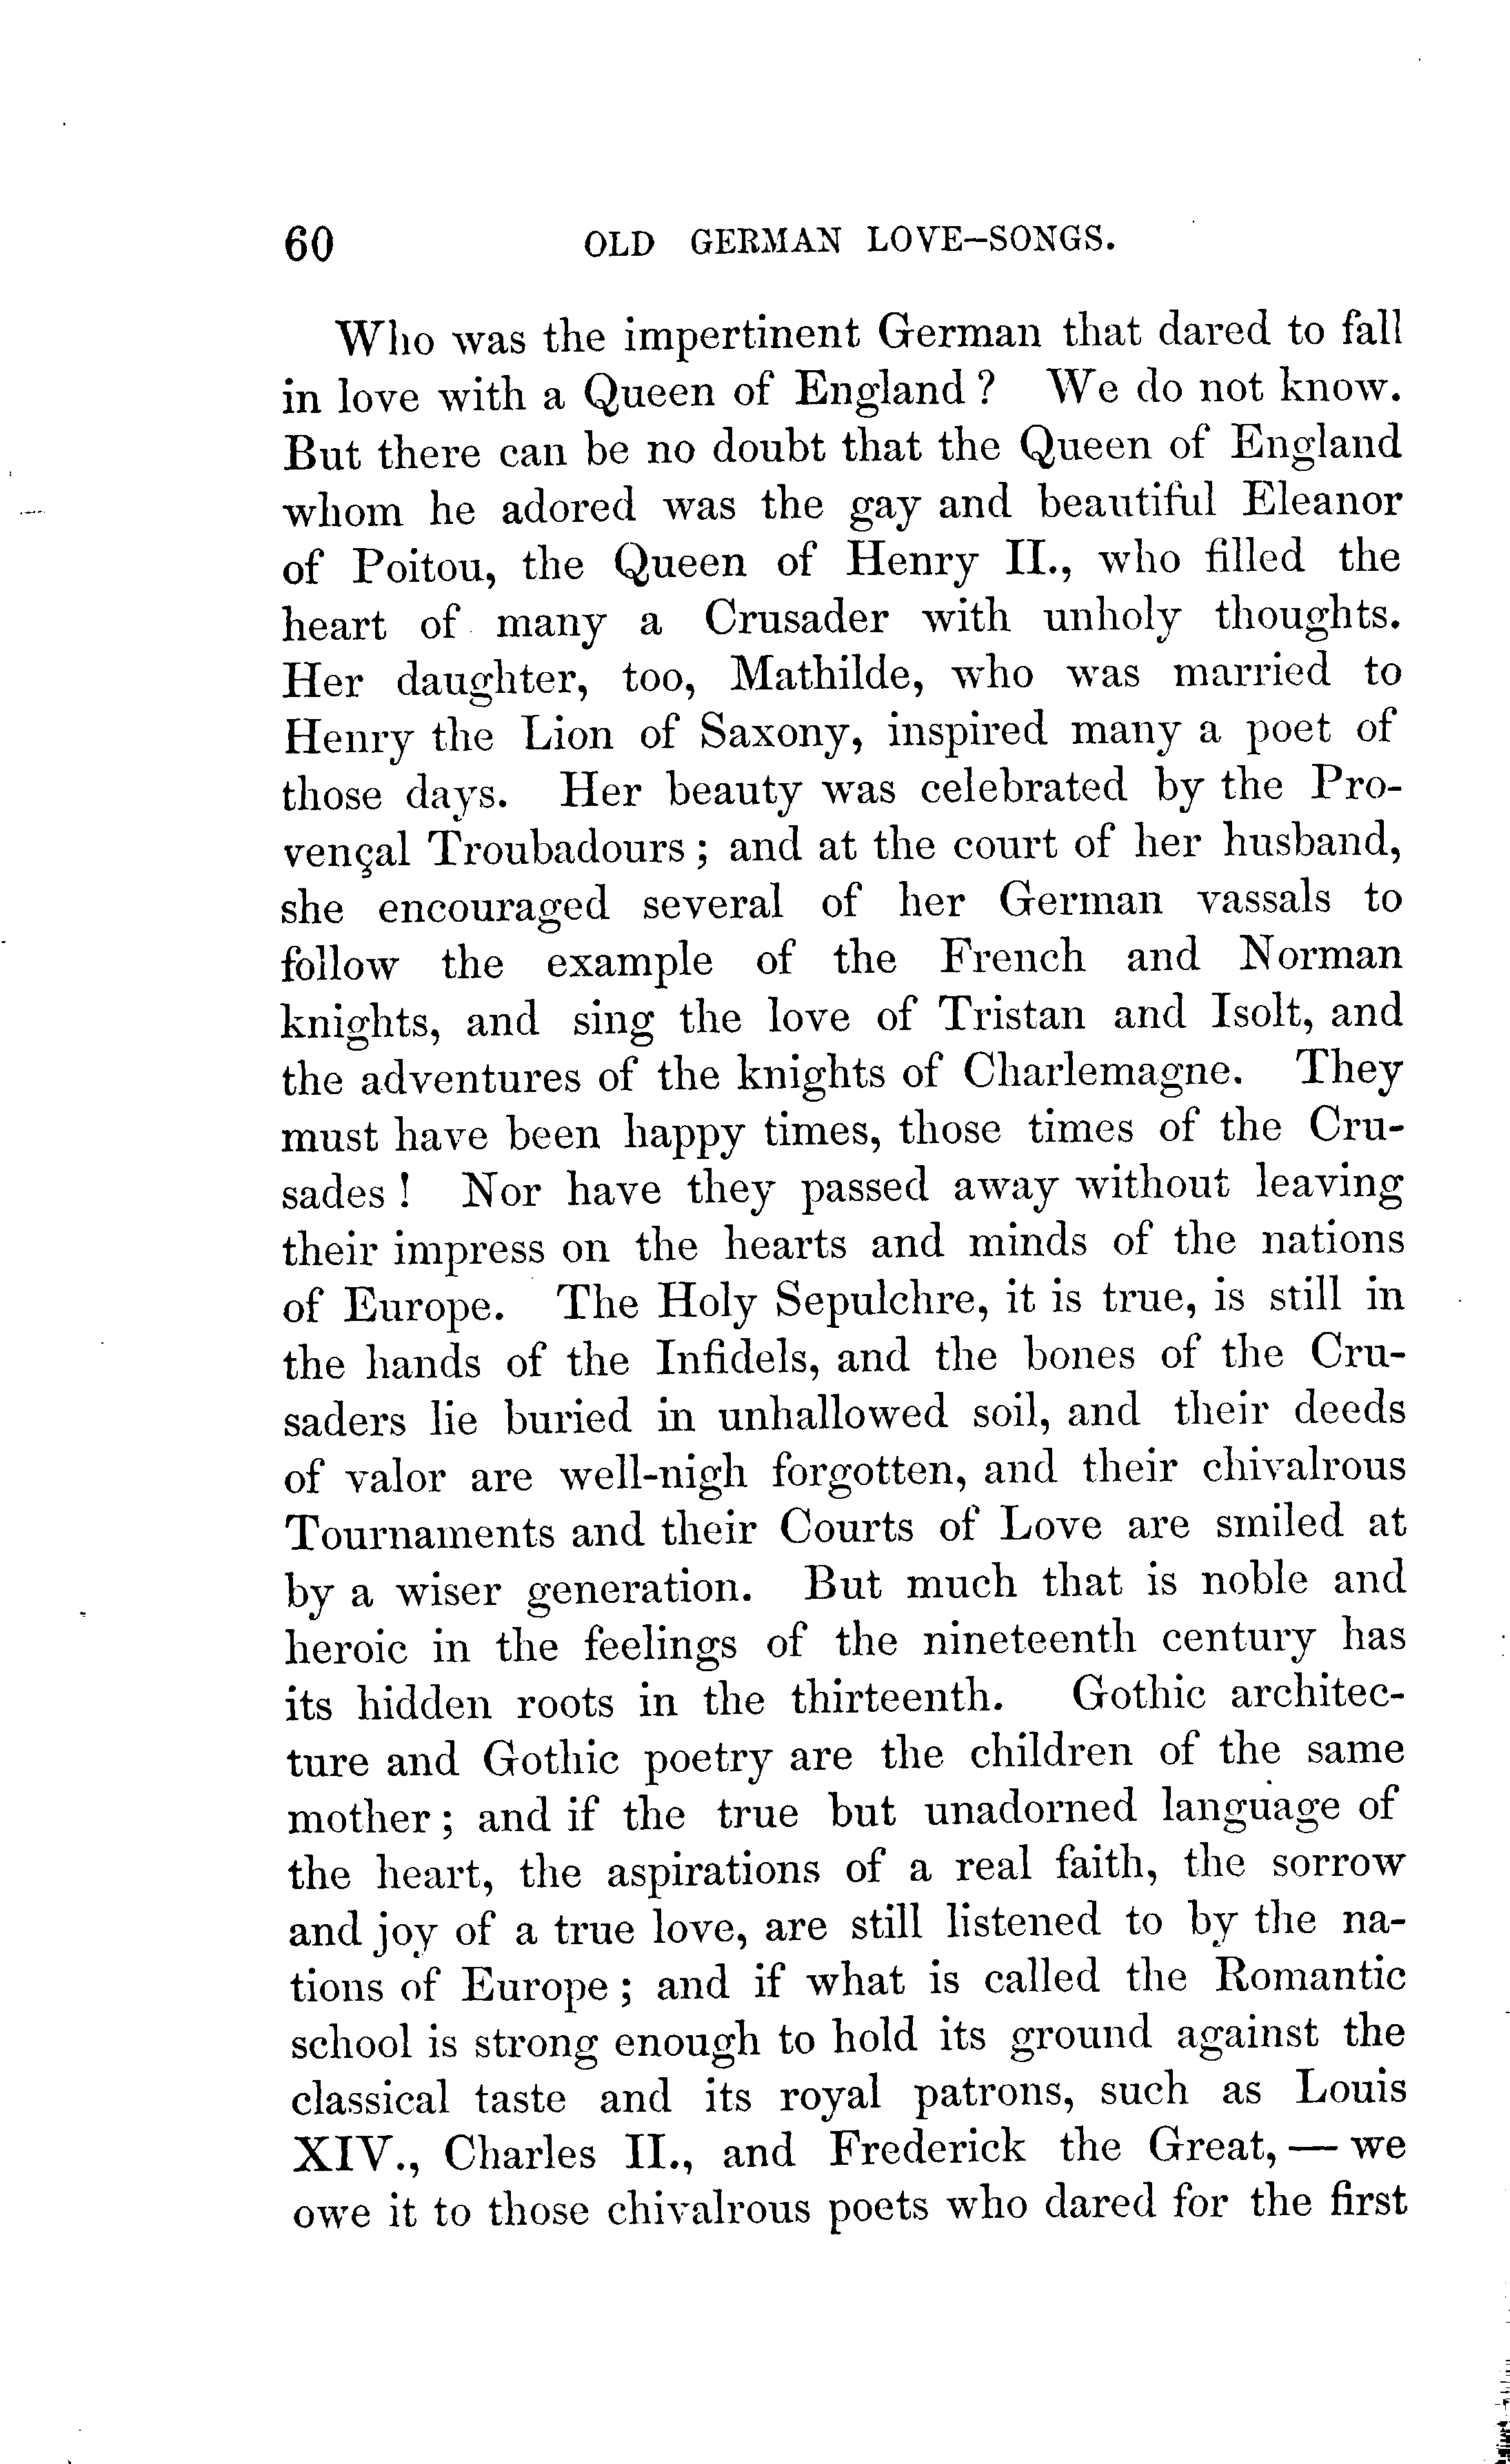 60 OLD GERMAN LOVE-SONGS.
Who was the impertinent German that dared to fall
in love with a Queen of England ? We do not know.
But there can be no doubt that the Queen of England
whom he adored was the gay and beautiful Eleanor
of Poitou, the Queen of Henry II., who filled the
heart of many a Crusader with unholy thoughts.
Her daughter, too, Mathilde, who was married to
Henry the Lion of Saxony, inspired many a poet of
those days. Her beauty was celebrated by the Pro-
vençal Troubadours ; and at the court of her husband,
she encouraged several of her German vassals to
follow the example of the French and Norman
knights, and sing the love of Tristan and Isolt, and
the adventures of the knights of Charlemagne. They
must have been happy times, those times of the Cru-
sades ! Nor have they passed away without leaving
their impress on the hearts and minds of the nations
of Europe. The Holy Sepulchre, it is true, is still in
the hands of the Infidels, and the bones of the Cru-
saders lie buried in unhallowed soil, and their deeds
of valor are well-nigh forgotten, and their chivalrous
Tournaments and their Courts of Love are smiled at
by a wiser generation. But much that is noble and
heroic in the feelings of the nineteenth century has
its hidden roots in the thirteenth. Gothic architec-
ture and Gothic poetry are the children of the same
mother ; and if the true but unadorned language of
the heart, the aspirations of a real faith, the sorrow
and joy of a true love, are still listened to by the na-
tions of Europe ; and if what is called the Romantic
school is strong enough to hold its ground against the
classical taste and its royal patrons, such as Louis
XIV., Charles II., and Frederick the Great, — we
owe it to those chivalrous poets who dared for the first